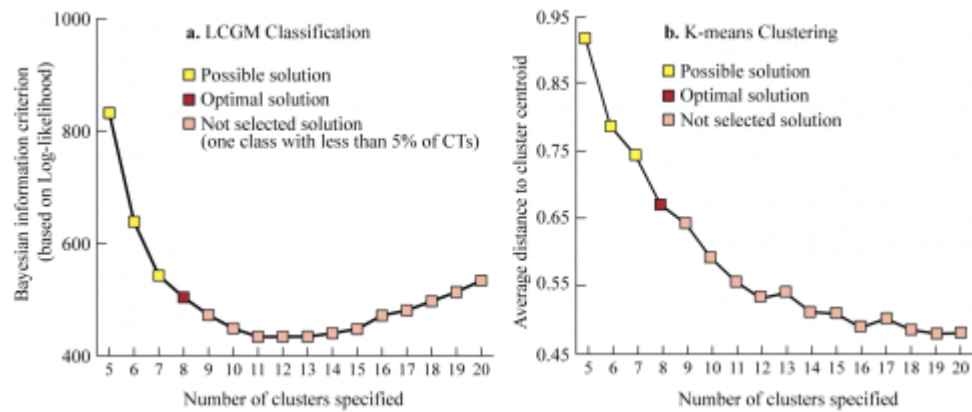 a. LCGM Classification
Possible solution
Optimal solution
Not selected solution
(one class with less than 5% of CTs)
Bayesian information criterion
(based on Log-likelihood)
1000
800
600
400
5 6 7 8 9 10 11 12 13 14 15 16 17 18 19 20
Number of clusters specified
b. K-means Clustering
Possible solution
Optimal solution
Not selected solution
Average distance to cluster centroid
0.95
0.85
0.75
0.65
0.55
0.45
5 6 7 8 9 10 11 12 13 14 15 16 17 18 19 20
Number of clusters specified